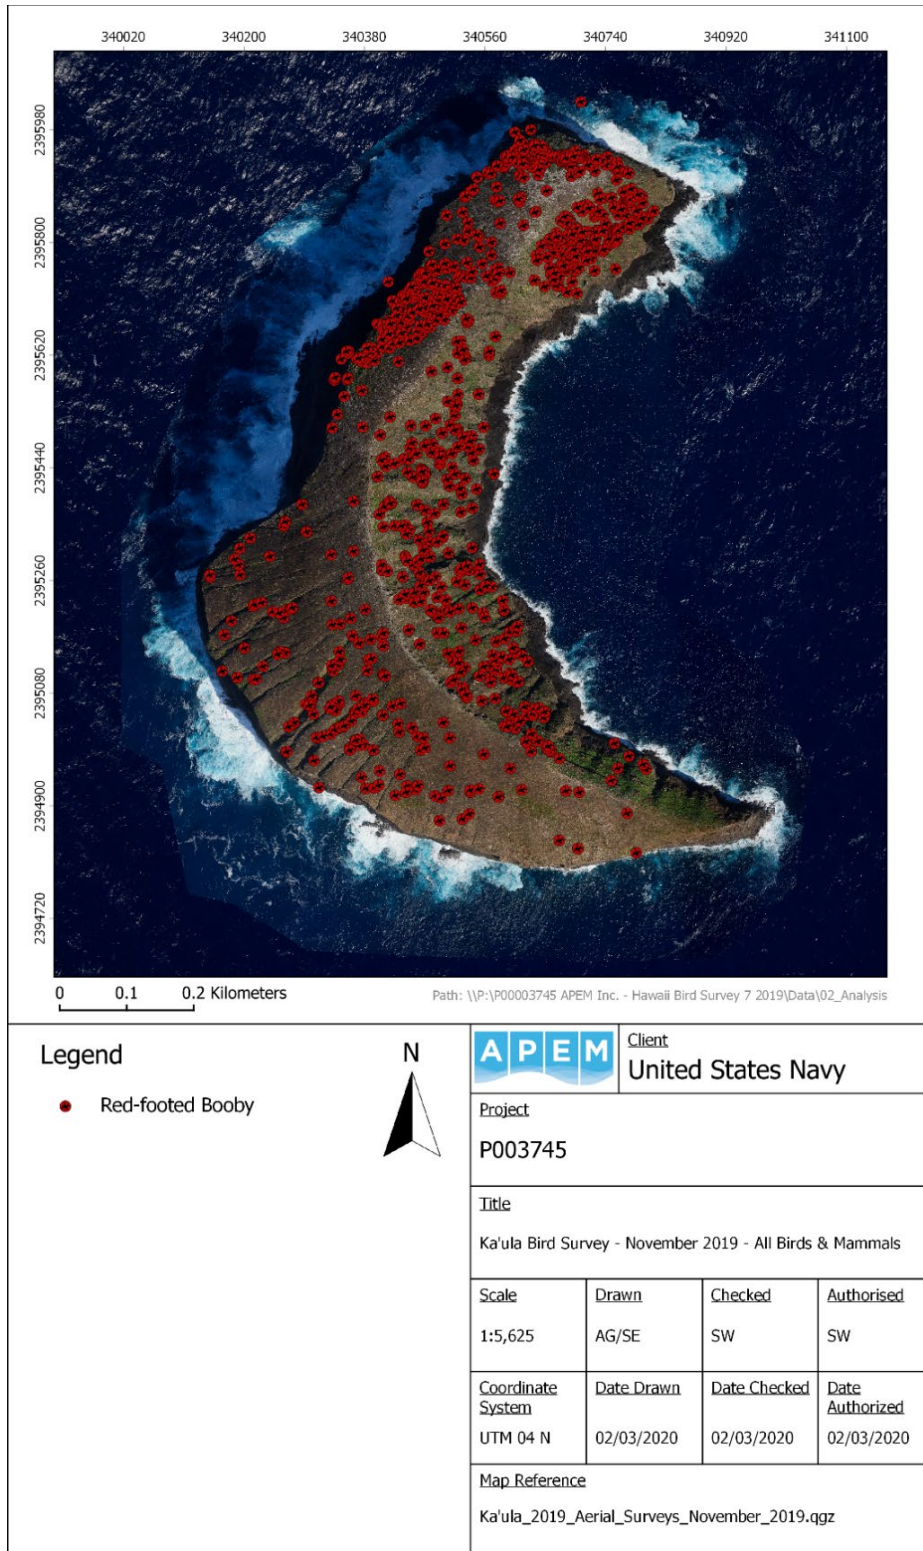 340020 340200 340380 340560 340740 340920 341100
2395980
2395800
2395620
2395440
2395260
2395080
2394900
2394720
0 0.1 0.2 Kilometers
Path: \\P:\P00003745 APEM Inc. - Hawaii Bird Survey 7 2019\Data\02_Analysis
Legend
N
Red-footed Booby
APEM
Client
United States Navy
Project
P003745
Title
Ka'ula Bird Survey - November 2019 - All Birds & Mammals
Scale
1:5,625
Drawn
AG/SE
Checked
SW
Authorised
SW
Coordinate
System
UTM 04 N
Date Drawn
02/03/2020
Date Checked
02/03/2020
Date
Authorized
02/03/2020
Map Reference
Ka'ula_2019_Aerial_Surveys_November_2019.qgz